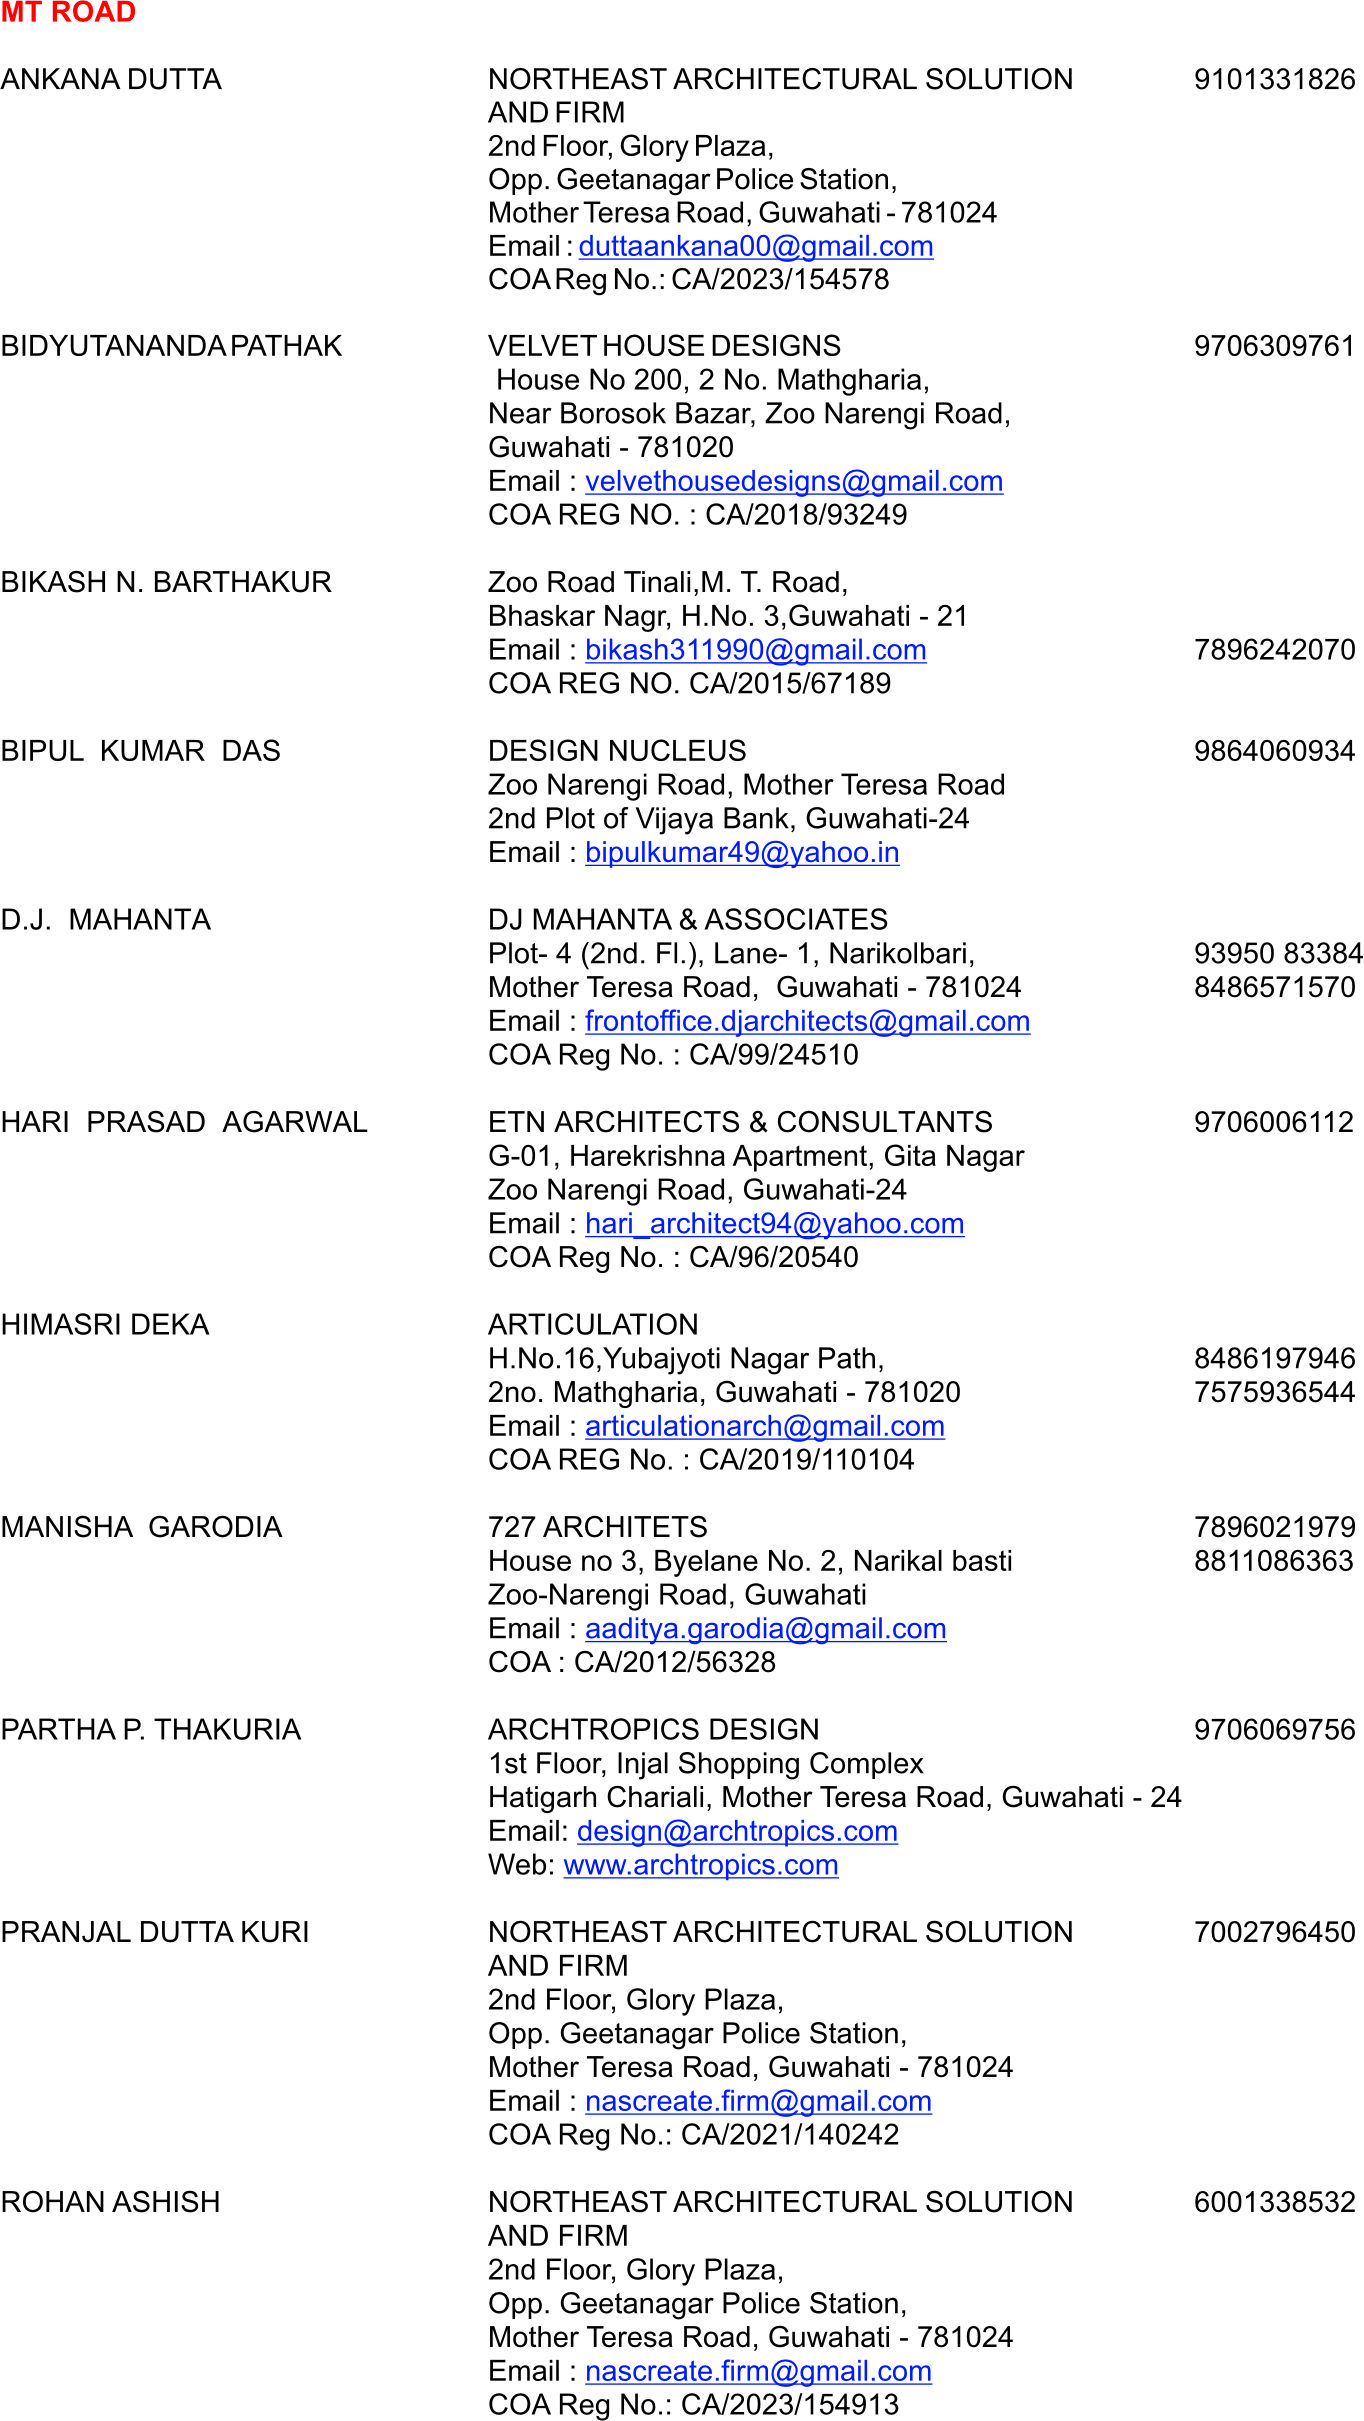 MT ROAD
ANKANA DUTTA NORTHEAST ARCHITECTURAL SOLUTION 9101331826
AND FIRM
2nd Floor, Glory Plaza,
Opp. Geetanagar Police Station,
Mother Teresa Road, Guwahati - 781024
Email : duttaankana00@gmail.com
COA Reg No.: CA/2023/154578
BIDYUTANANDA PATHAK VELVET HOUSE DESIGNS 9706309761
House No 200, 2 No. Mathgharia,
Near Borosok Bazar, Zoo Narengi Road,
Guwahati - 781020
Email : velvethousedesigns@gmail.com
COA REG NO. : CA/2018/93249
BIKASH N. BARTHAKUR Zoo Road Tinali,M. T. Road,
Bhaskar Nagr, H.No. 3,Guwahati - 21
Email : bikash311990@gmail.com 7896242070
COA REG NO. CA/2015/67189
BIPUL KUMAR DAS DESIGN NUCLEUS 9864060934
Zoo Narengi Road, Mother Teresa Road
2nd Plot of Vijaya Bank, Guwahati-24
Email : bipulkumar49@yahoo.in
D.J. MAHANTA DJ MAHANTA & ASSOCIATES
Plot- 4 (2nd. Fl.), Lane- 1, Narikolbari, 93950 83384
Mother Teresa Road, Guwahati - 781024 8486571570
Email : frontoffice.djarchitects@gmail.com
COA Reg No. : CA/99/24510
HARI PRASAD AGARWAL ETN ARCHITECTS & CONSULTANTS 9706006112
G-01, Harekrishna Apartment, Gita Nagar
Zoo Narengi Road, Guwahati-24
Email : hari_architect94@yahoo.com
COA Reg No. : CA/96/20540
HIMASRI DEKA ARTICULATION
H.No.16,Yubajyoti Nagar Path, 8486197946
2no. Mathgharia, Guwahati - 781020 7575936544
Email : articulationarch@gmail.com
COA REG No. : CA/2019/110104
MANISHA GARODIA 727 ARCHITETS 7896021979
House no 3, Byelane No. 2, Narikal basti 8811086363
Zoo-Narengi Road, Guwahati
Email : aaditya.garodia@gmail.com
COA : CA/2012/56328
PARTHA P. THAKURIA ARCHTROPICS DESIGN 9706069756
1st Floor, Injal Shopping Complex
Hatigarh Chariali, Mother Teresa Road, Guwahati - 24
Email: design@archtropics.com
Web: www.archtropics.com
PRANJAL DUTTA KURI NORTHEAST ARCHITECTURAL SOLUTION 7002796450
AND FIRM
2nd Floor, Glory Plaza,
Opp. Geetanagar Police Station,
Mother Teresa Road, Guwahati - 781024
Email : nascreate.firm@gmail.com
COA Reg No.: CA/2021/140242
ROHAN ASHISH NORTHEAST ARCHITECTURAL SOLUTION 6001338532
AND FIRM
2nd Floor, Glory Plaza,
Opp. Geetanagar Police Station,
Mother Teresa Road, Guwahati - 781024
Email : nascreate.firm@gmail.com
COA Reg No.: CA/2023/154913